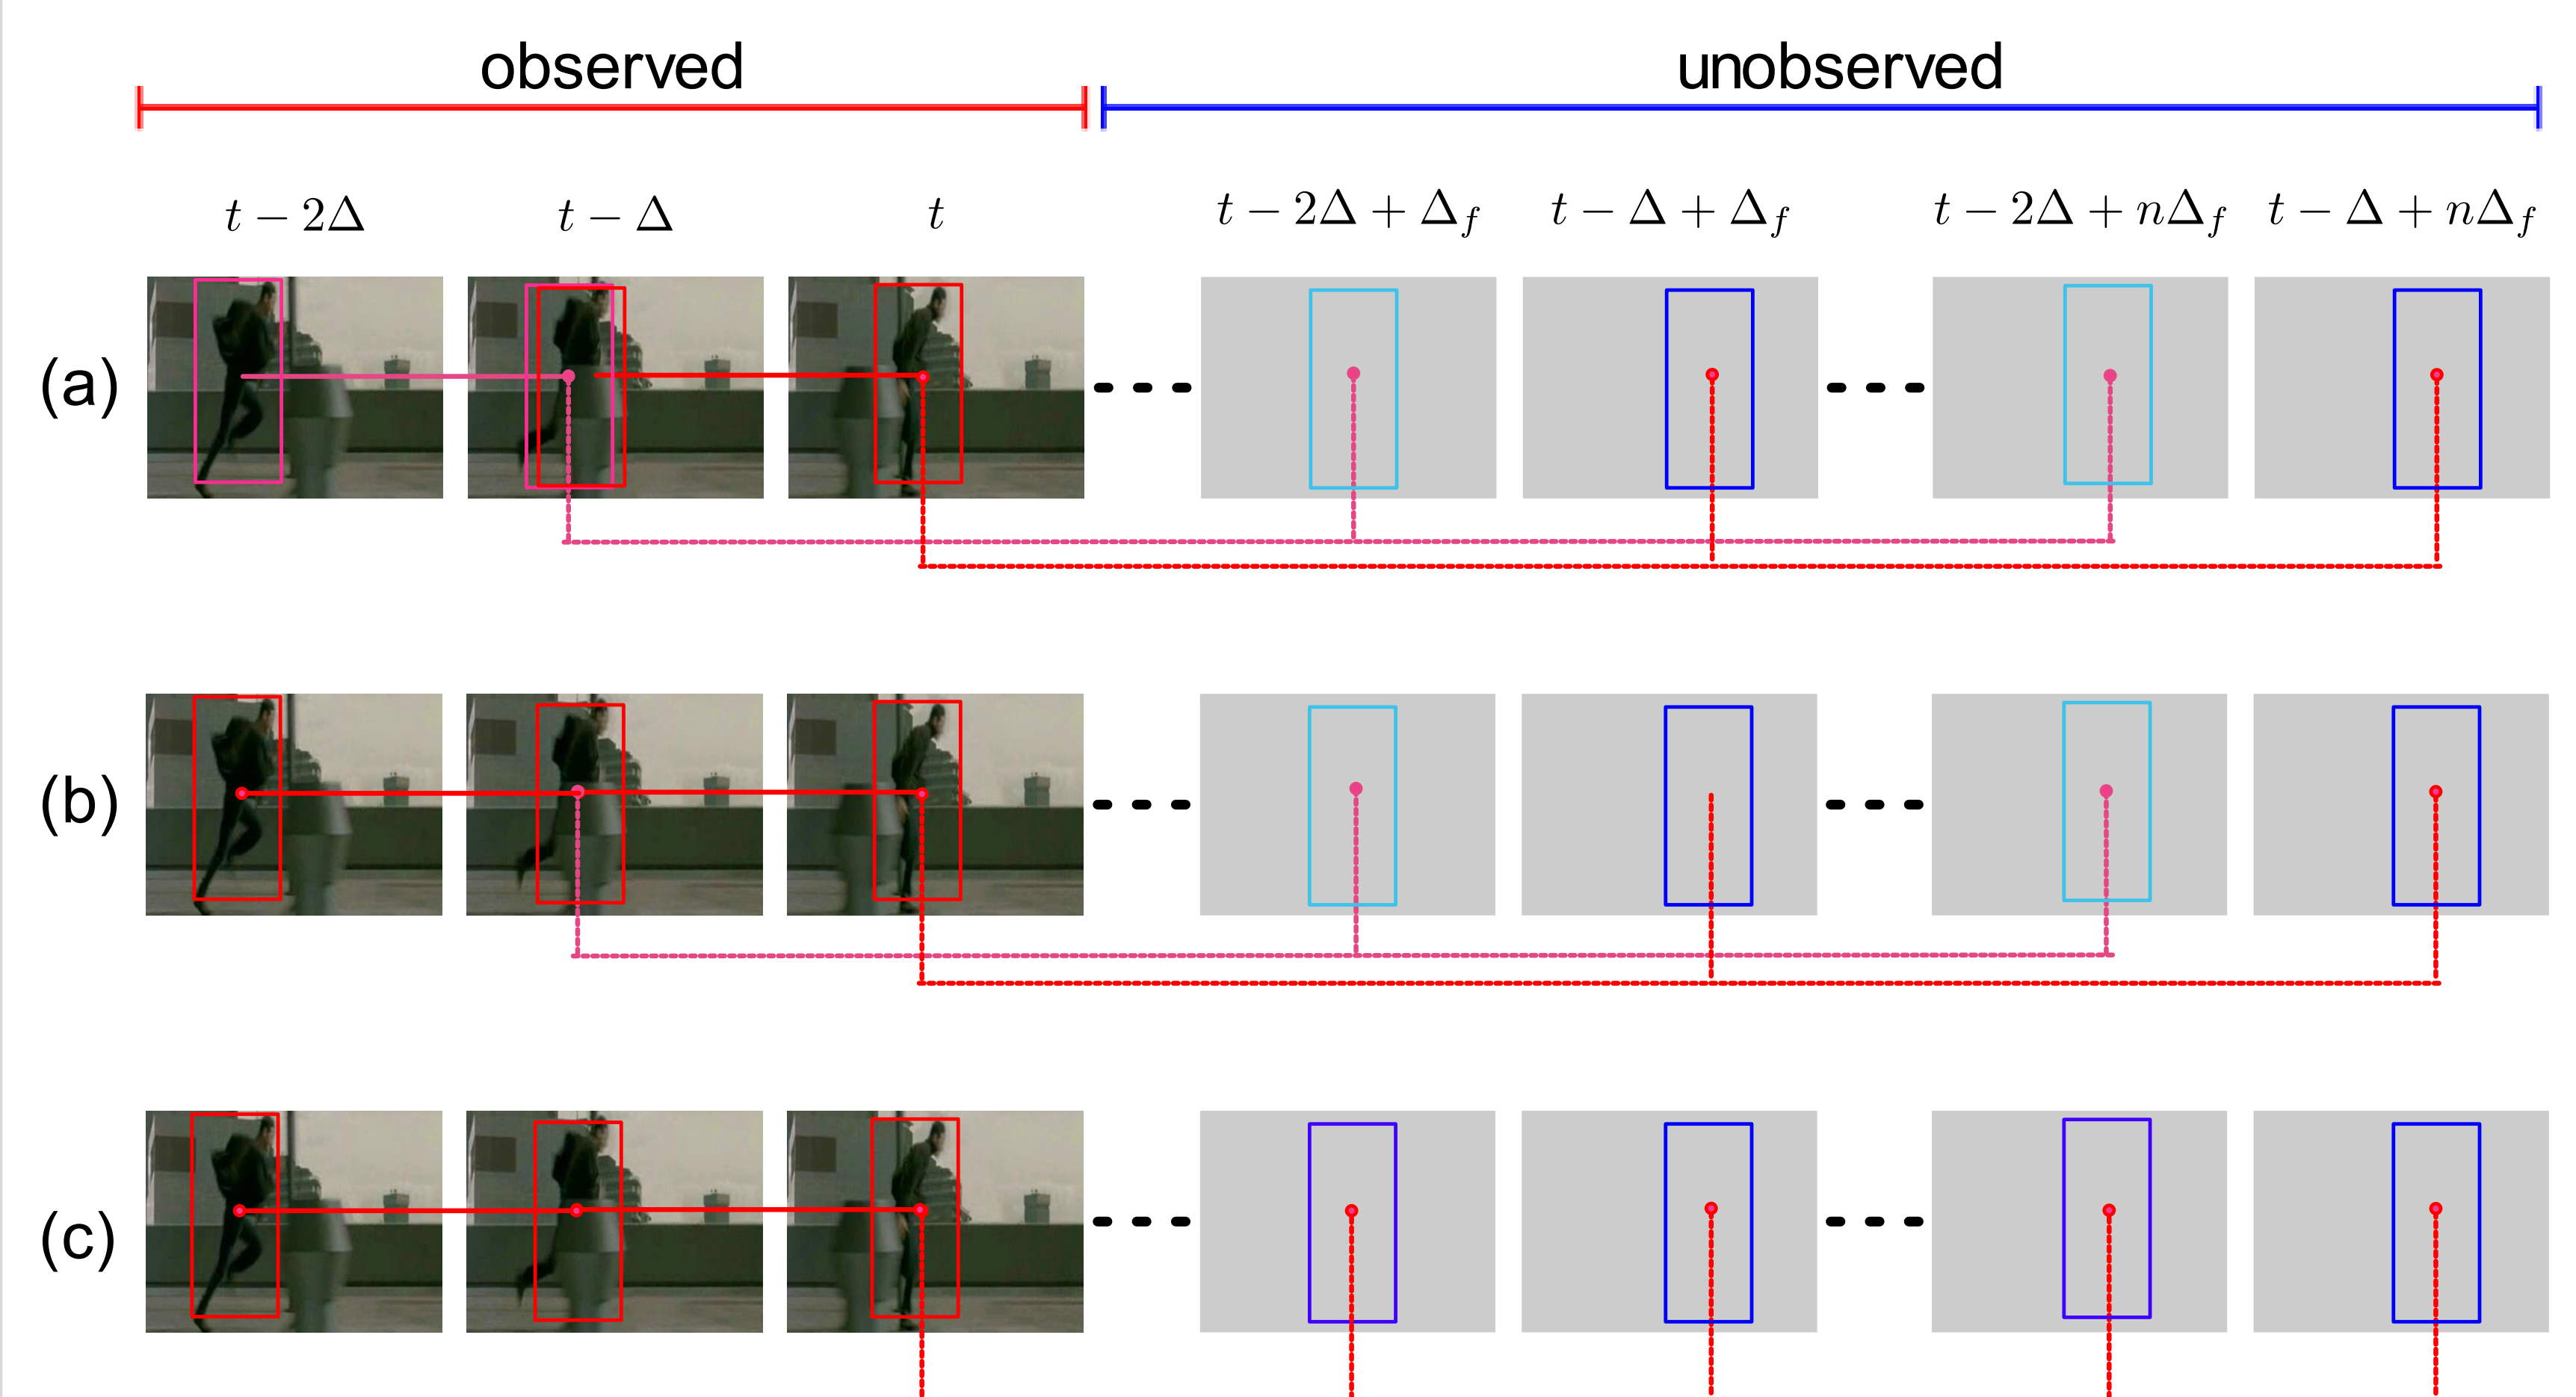 observed unobserved
t − 2Δ t − Δ t t − 2Δ + Δ_f t − Δ + Δ_f t − 2Δ + nΔ_f t − Δ + nΔ_f
(a)
(b)
(c)